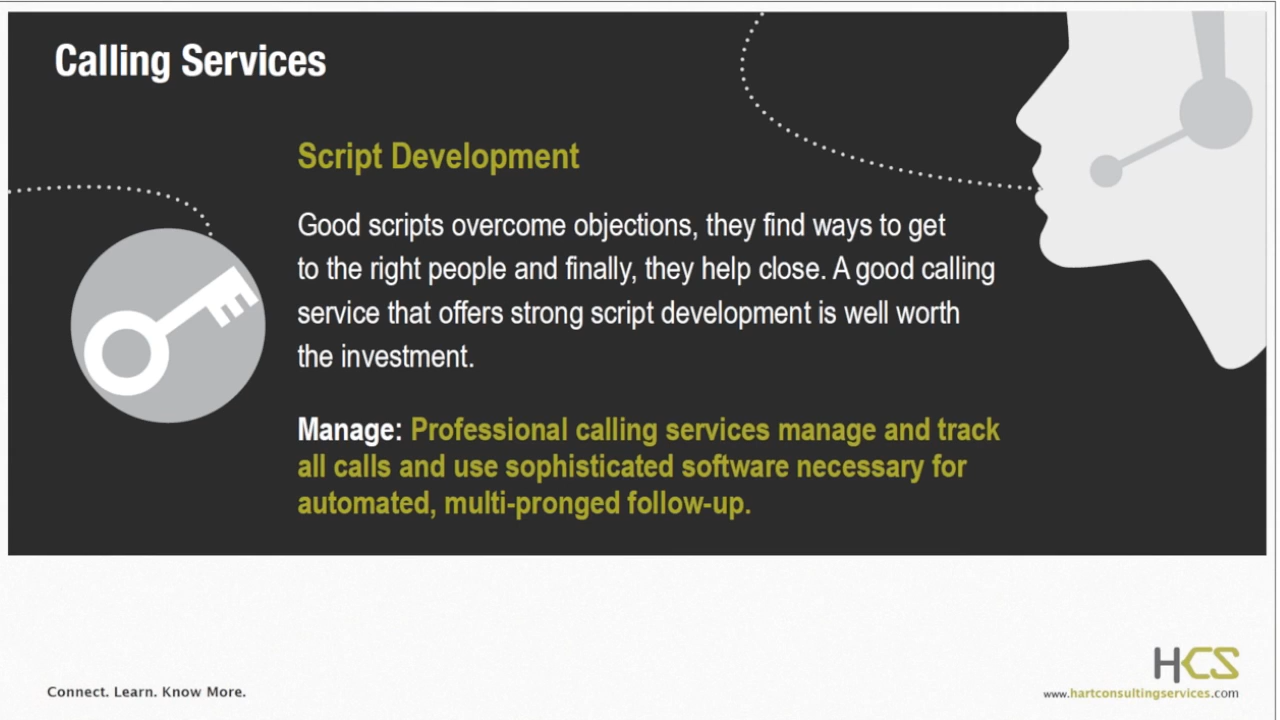 Calling Services
Script Development
Good scripts overcome objections, they find ways to get
to the right people and finally, they help close. A good calling
service that offers strong script development is well worth
the investment.
Manage: Professional calling services manage and track
all calls and use sophisticated software necessary for
automated, multi-pronged follow-up.
HCS
Connect. Learn. Know More.
www.hartconsultingservices.com